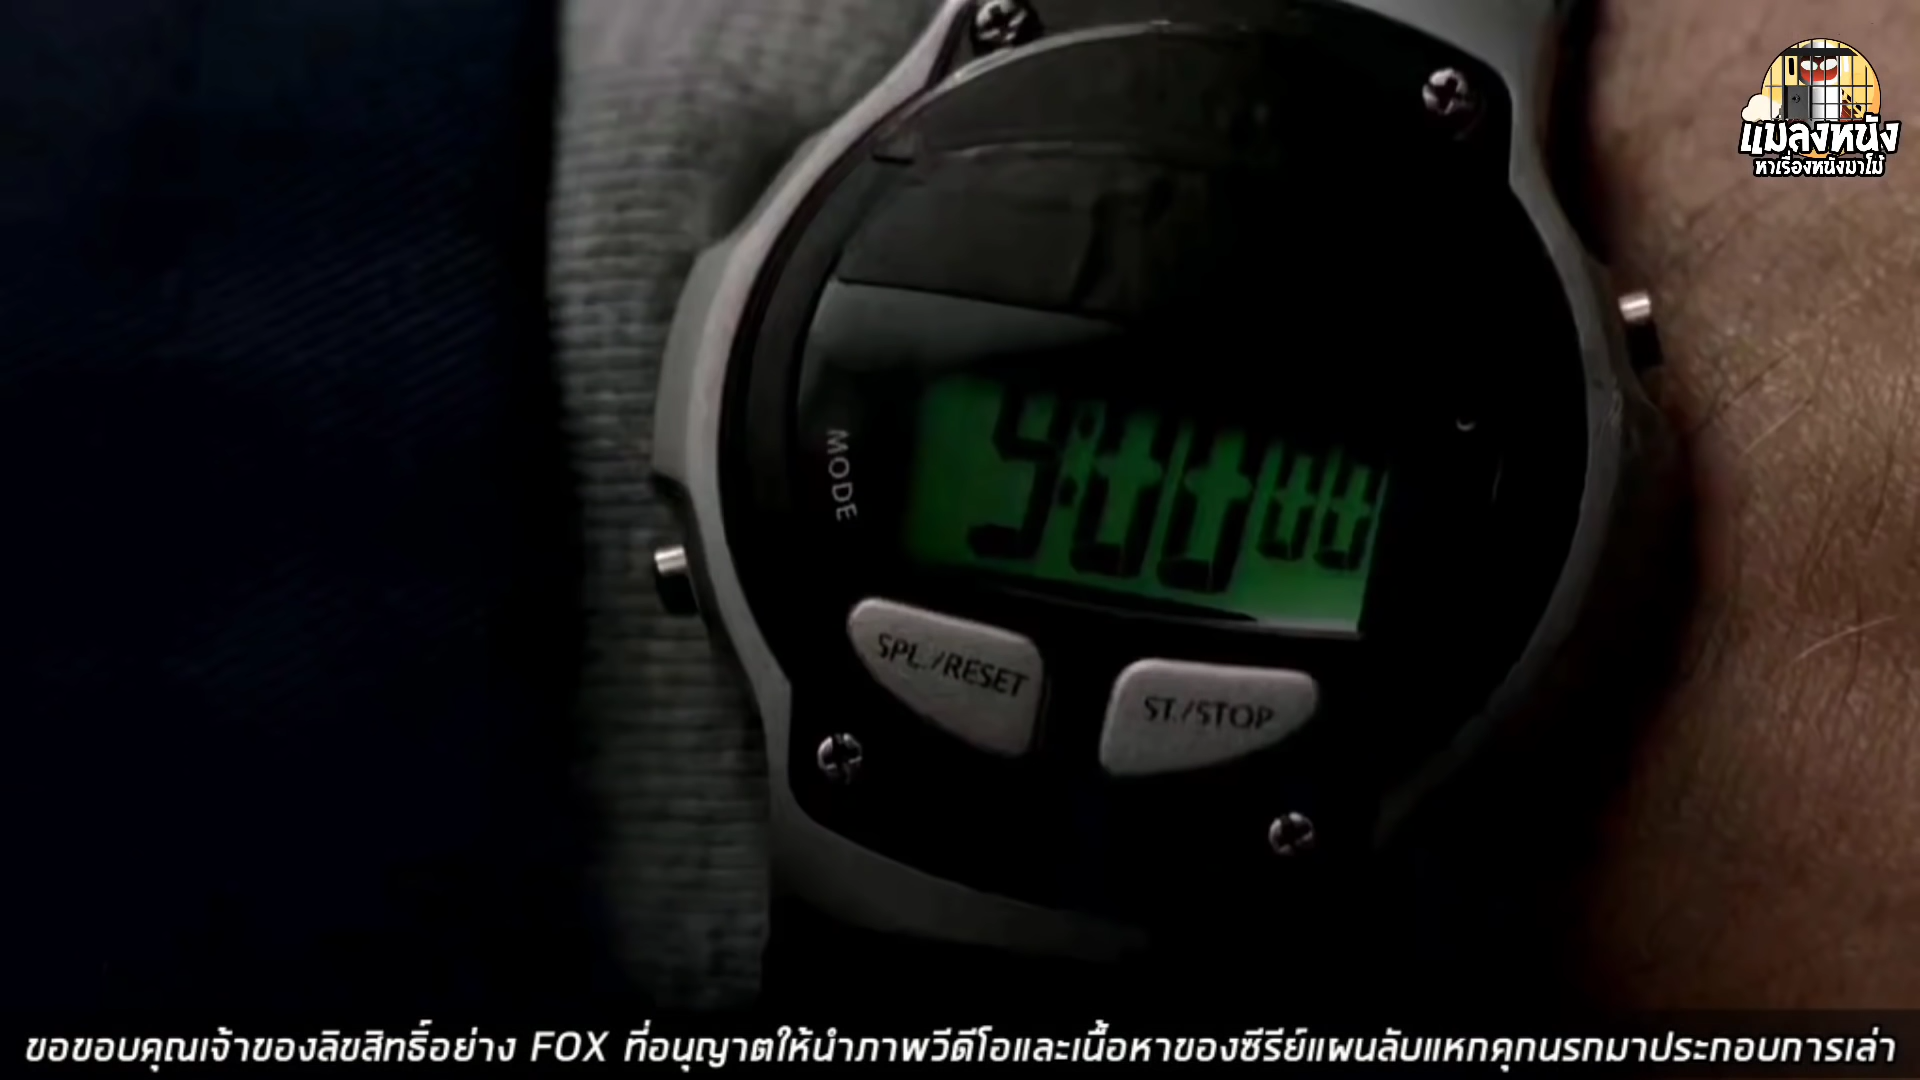 แมลงหนัง
หาเรื่องหนังมาโม้
MODE
5:00 00
SPL./RESET
ST./STOP
ขอขอบคุณเจ้าของลิขสิทธิ์อย่าง FOX ที่อนุญาตให้นำภาพวีดีโอและเนื้อหาของซีรีย์แผนลับแหกคุกนรกมาประกอบการเล่า